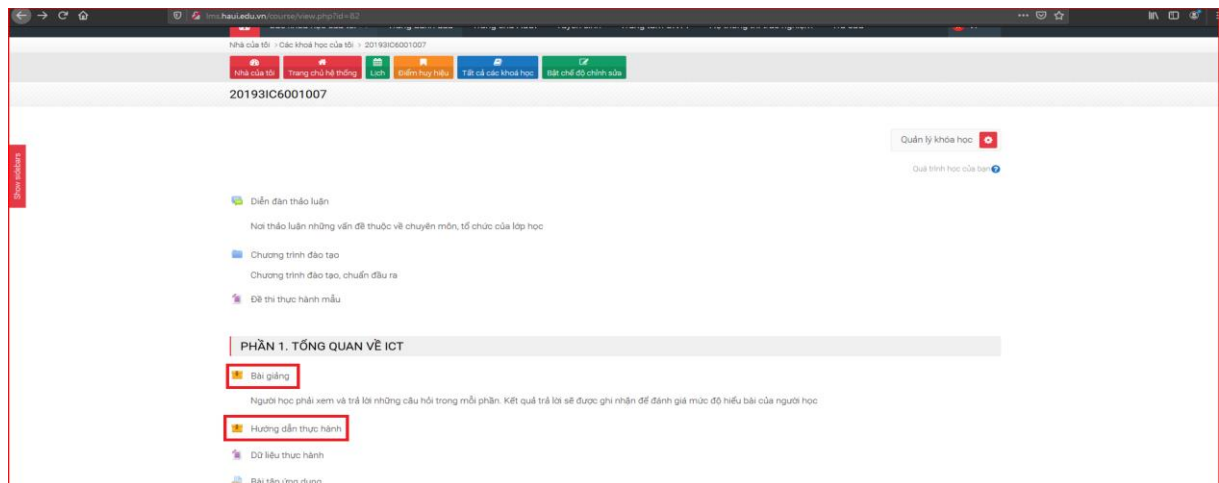 lms.haui.edu.vn/course/view.php?id=82
Nhà của tôi > Các khoá học của tôi > 20193IC6001007
Nhà của tôi
Trang chủ hệ thống
Lịch
Điểm huy hiệu
Tất cả các khoá học
Bật chế độ chỉnh sửa
20193IC6001007
Quản lý khóa học
Quá trình học của bạn
Show sidebars
Diễn đàn thảo luận
Nơi thảo luận những vấn đề thuộc về chuyên môn, tổ chức của lớp học
Chương trình đào tạo
Chương trình đào tạo, chuẩn đầu ra
Đề thi thực hành mẫu
PHẦN 1. TỔNG QUAN VỀ ICT
Bài giảng
Người học phải xem và trả lời những câu hỏi trong mỗi phần. Kết quả trả lời sẽ được ghi nhận để đánh giá mức độ hiểu bài của người học
Hướng dẫn thực hành
Dữ liệu thực hành
Bài tập ứng dụng